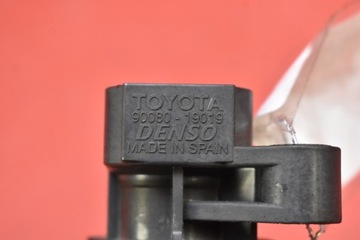 TOYOTA
90080-19019
DENSO
MADE IN SPAIN